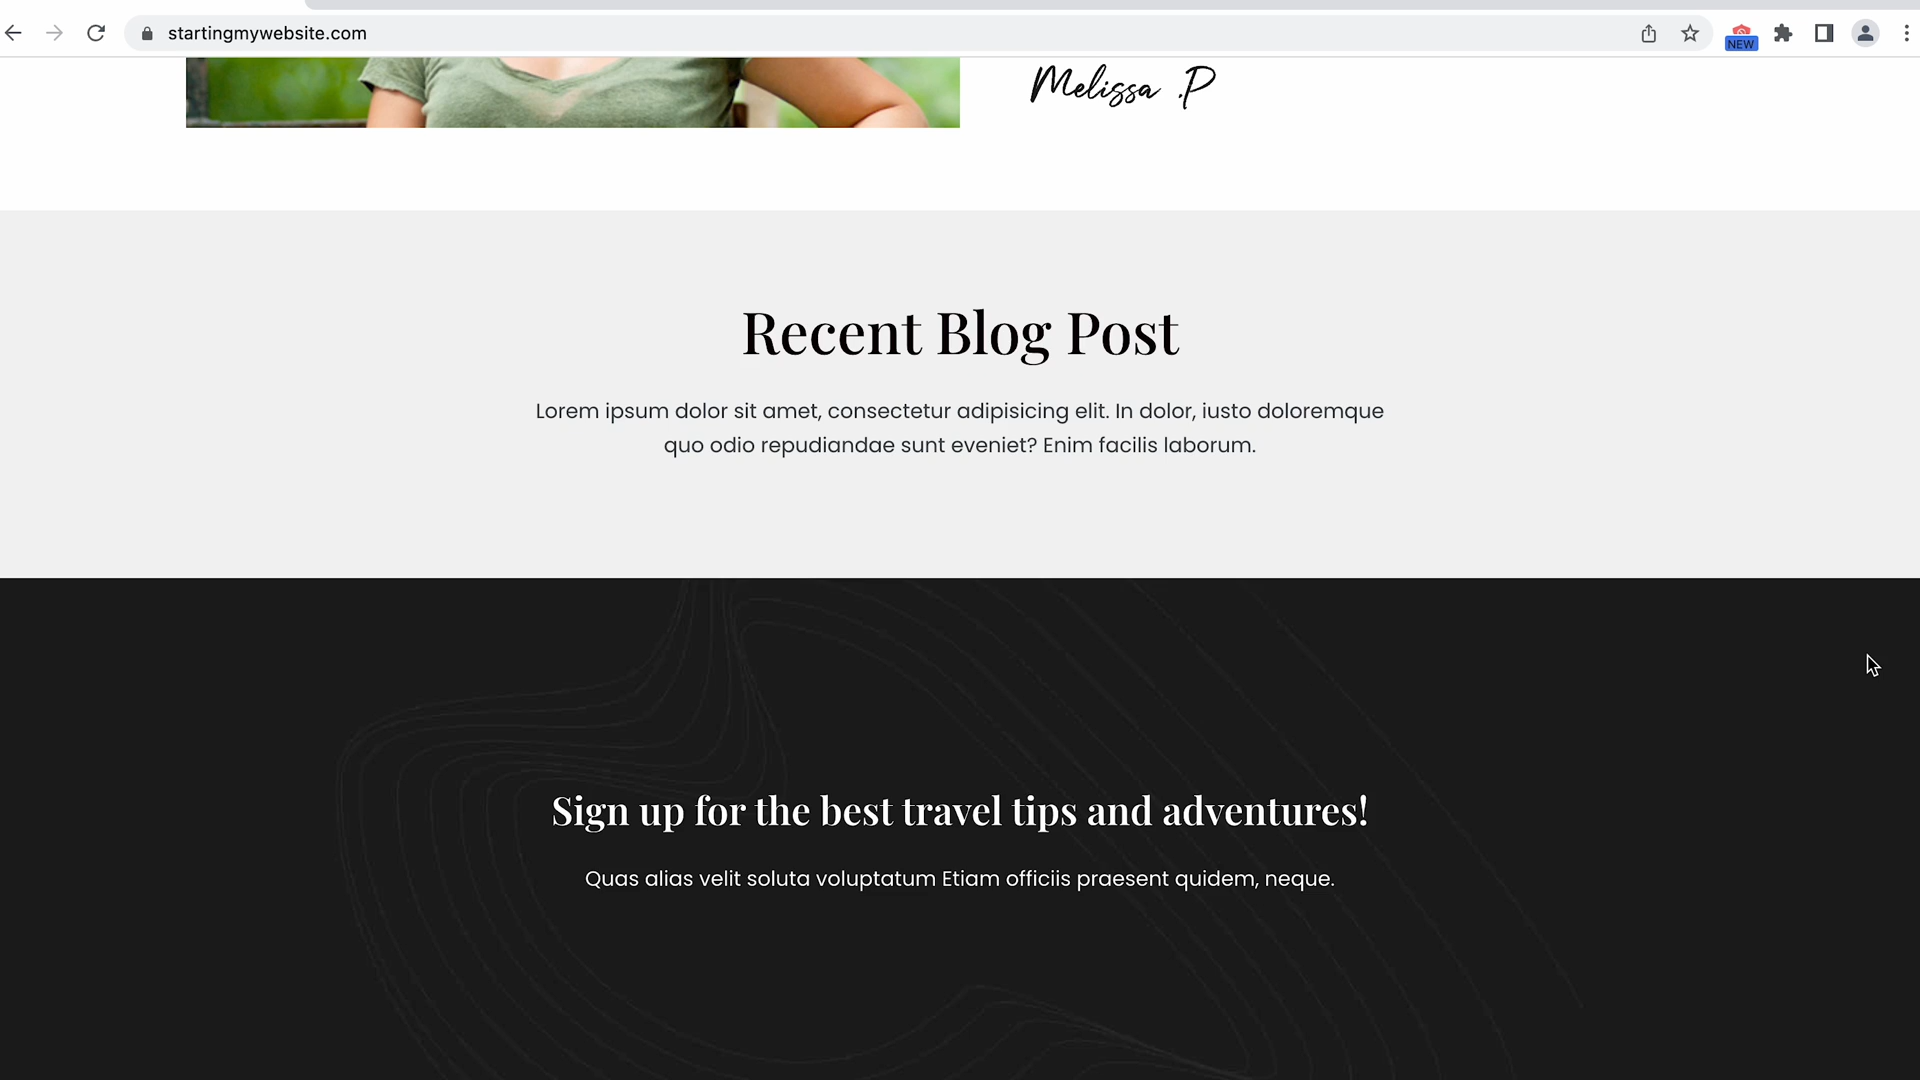 startingmywebsite.com
NEW
Melissa .P
Recent Blog Post
Lorem ipsum dolor sit amet, consectetur adipisicing elit. In dolor, iusto doloremque
quo odio repudiandae sunt eveniet? Enim facilis laborum.
Sign up for the best travel tips and adventures!
Quas alias velit soluta voluptatum Etiam officiis praesent quidem, neque.